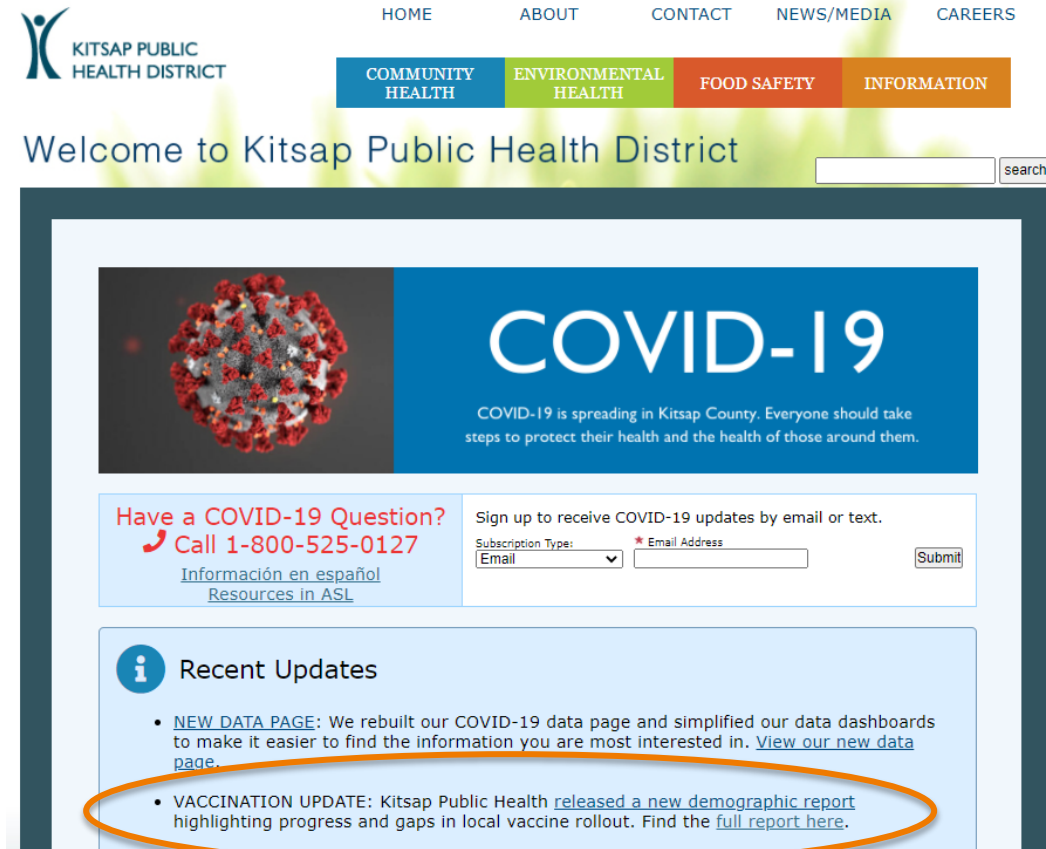 HOME ABOUT CONTACT NEWS/MEDIA CAREERS
KITSAP PUBLIC
HEALTH DISTRICT
COMMUNITY
HEALTH
ENVIRONMENTAL
HEALTH
FOOD SAFETY
INFORMATION
Welcome to Kitsap Public Health District
search
COVID-19
COVID-19 is spreading in Kitsap County. Everyone should take
steps to protect their health and the health of those around them.
Have a COVID-19 Question?
Call 1-800-525-0127
Información en español
Resources in ASL
Sign up to receive COVID-19 updates by email or text.
Subscription Type: * Email Address
Email
Submit
i
Recent Updates
• NEW DATA PAGE: We rebuilt our COVID-19 data page and simplified our data dashboards
to make it easier to find the information you are most interested in. View our new data
page.
• VACCINATION UPDATE: Kitsap Public Health released a new demographic report
highlighting progress and gaps in local vaccine rollout. Find the full report here.